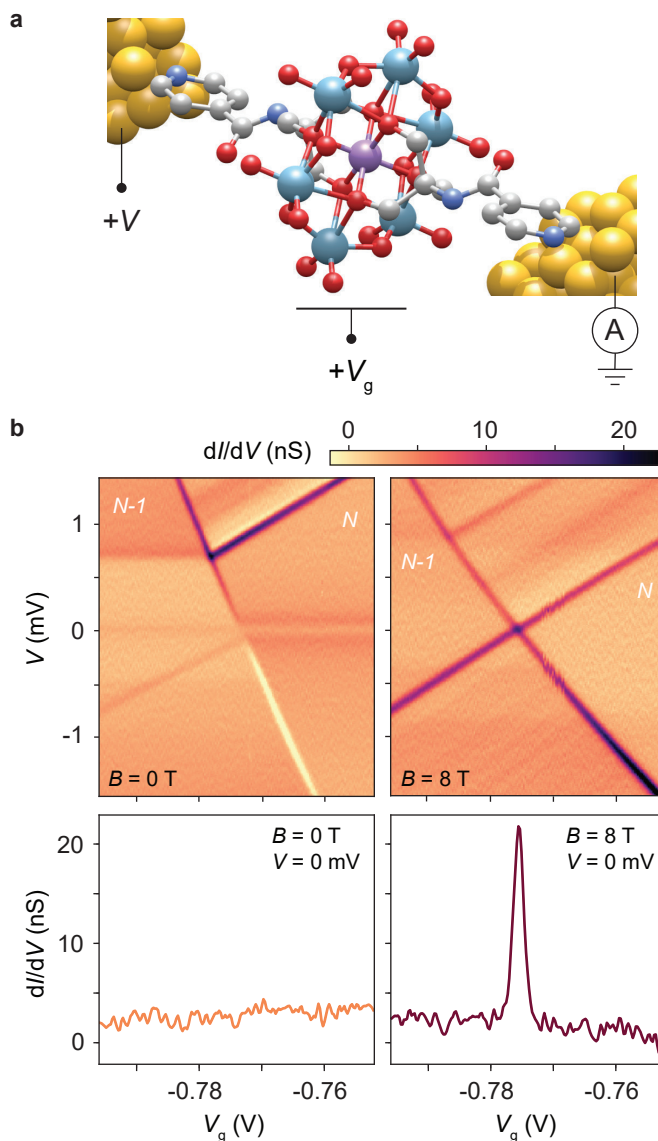 a
+V
A
+Vg
b
dI/dV (nS)
0 10 20
N-1
N
N-1
N
1
0
-1
V (mV)
B = 0 T
B = 8 T
B = 0 T
V = 0 mV
B = 8 T
V = 0 mV
20
10
0
dI/dV (nS)
-0.78 -0.76 -0.78 -0.76
Vg (V) Vg (V)